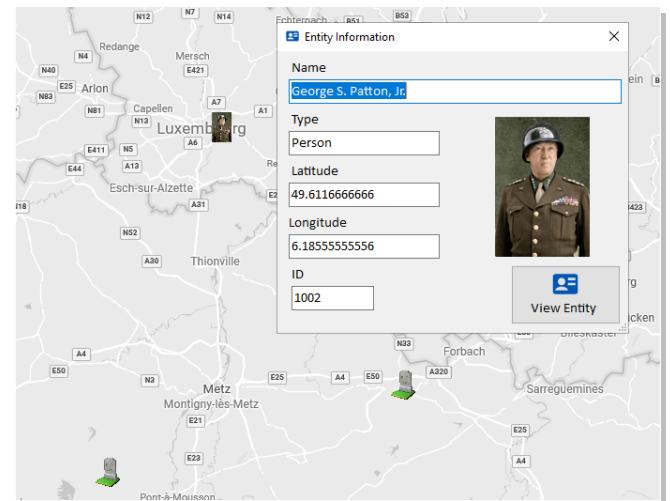 N12
N7
N14
Echternach
B51
B53
Redange
N4
Mersch
E421
N40
E25
Arlon
N83
N81
Capellen
A7
A1
N13
Luxembourg
A6
E411
N5
E44
A13
Esch-sur-Alzette
A31
N52
A30
Thionville
Entity Information
Name
George S. Patton, Jr.
Type
Person
Latitude
49.6116666666
Longitude
6.18555555556
ID
1002
View Entity
N33
Forbach
A4
E50
N3
Metz
E25
A4
E50
A320
Sarreguemines
Montigny-lès-Metz
E21
E25
E23
A4
Pont-à-Mousson